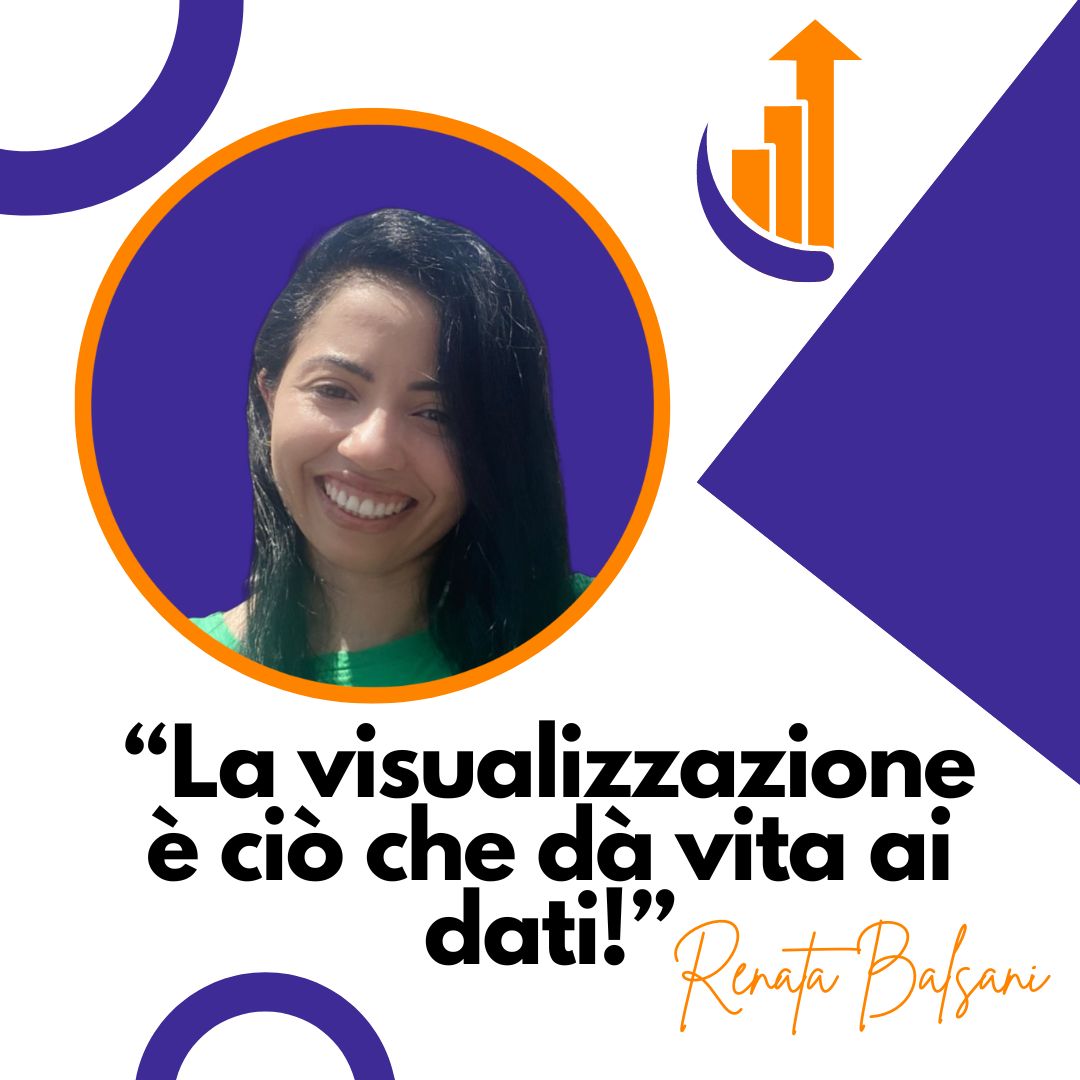 “La visualizzazione
è ciò che dà vita ai
dati!”
Renata Balsani